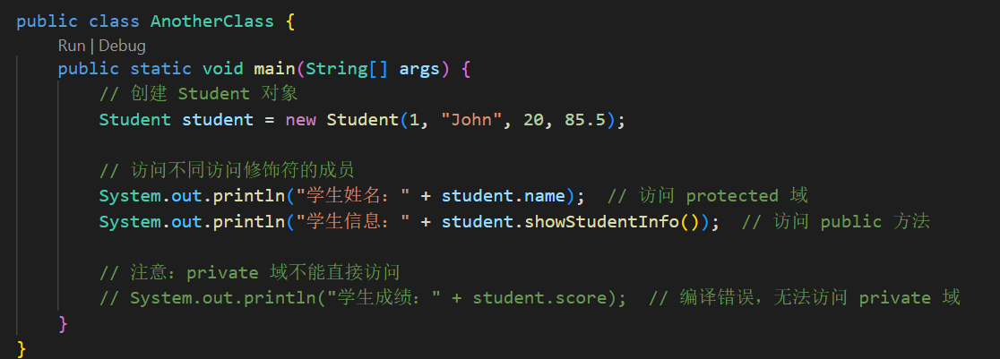 public class AnotherClass {
Run | Debug
public static void main(String[] args) {
// 创建 Student 对象
Student student = new Student(1, "John", 20, 85.5);
// 访问不同访问修饰符的成员
System.out.println("学生姓名：" + student.name);  // 访问 protected 域
System.out.println("学生信息：" + student.showStudentInfo());  // 访问 public 方法
// 注意：private 域不能直接访问
// System.out.println("学生成绩：" + student.score);  // 编译错误，无法访问 private 域
}
}